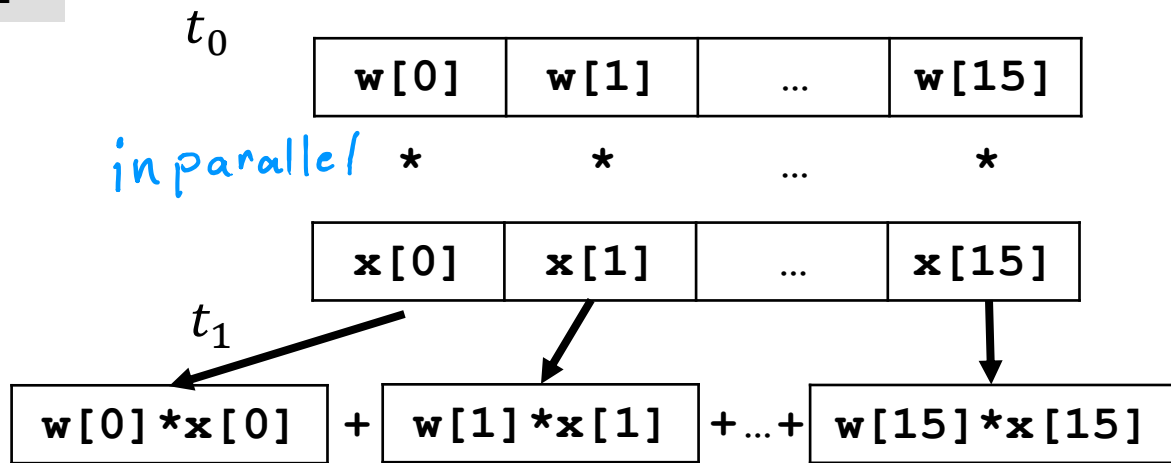 t₀
w[0] w[1] … w[15]
in parallel * * … *
x[0] x[1] … x[15]
t₁
w[0]*x[0] + w[1]*x[1] +…+ w[15]*x[15]